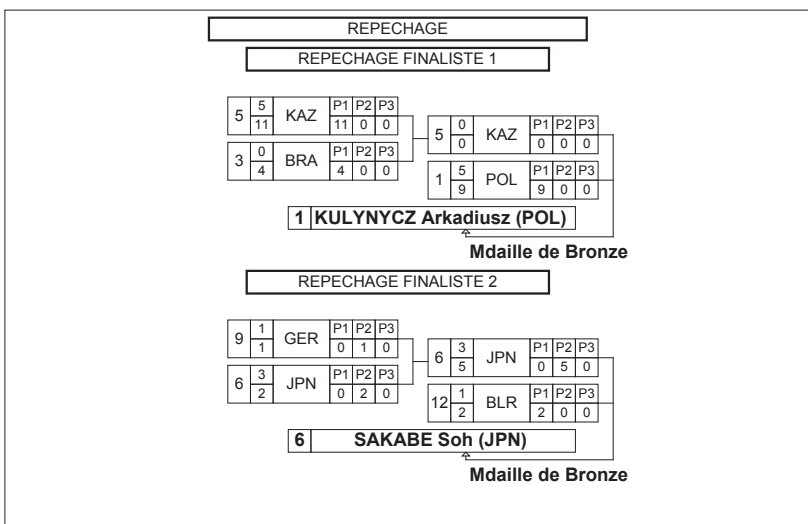 REPECHAGE
REPECHAGE FINALISTE 1
5 5 KAZ P1 P2 P3
11 11 0 0
5 0 KAZ P1 P2 P3
0 0 0 0
3 0 BRA P1 P2 P3
4 4 0 0
1 5 POL P1 P2 P3
9 9 0 0
1 KULYNYCZ Arkadiusz (POL)
Mdaille de Bronze
REPECHAGE FINALISTE 2
9 1 GER P1 P2 P3
1 0 1 0
6 3 JPN P1 P2 P3
5 0 5 0
6 3 JPN P1 P2 P3
2 0 2 0
12 1 BLR P1 P2 P3
2 2 0 0
6 SAKABE Soh (JPN)
Mdaille de Bronze